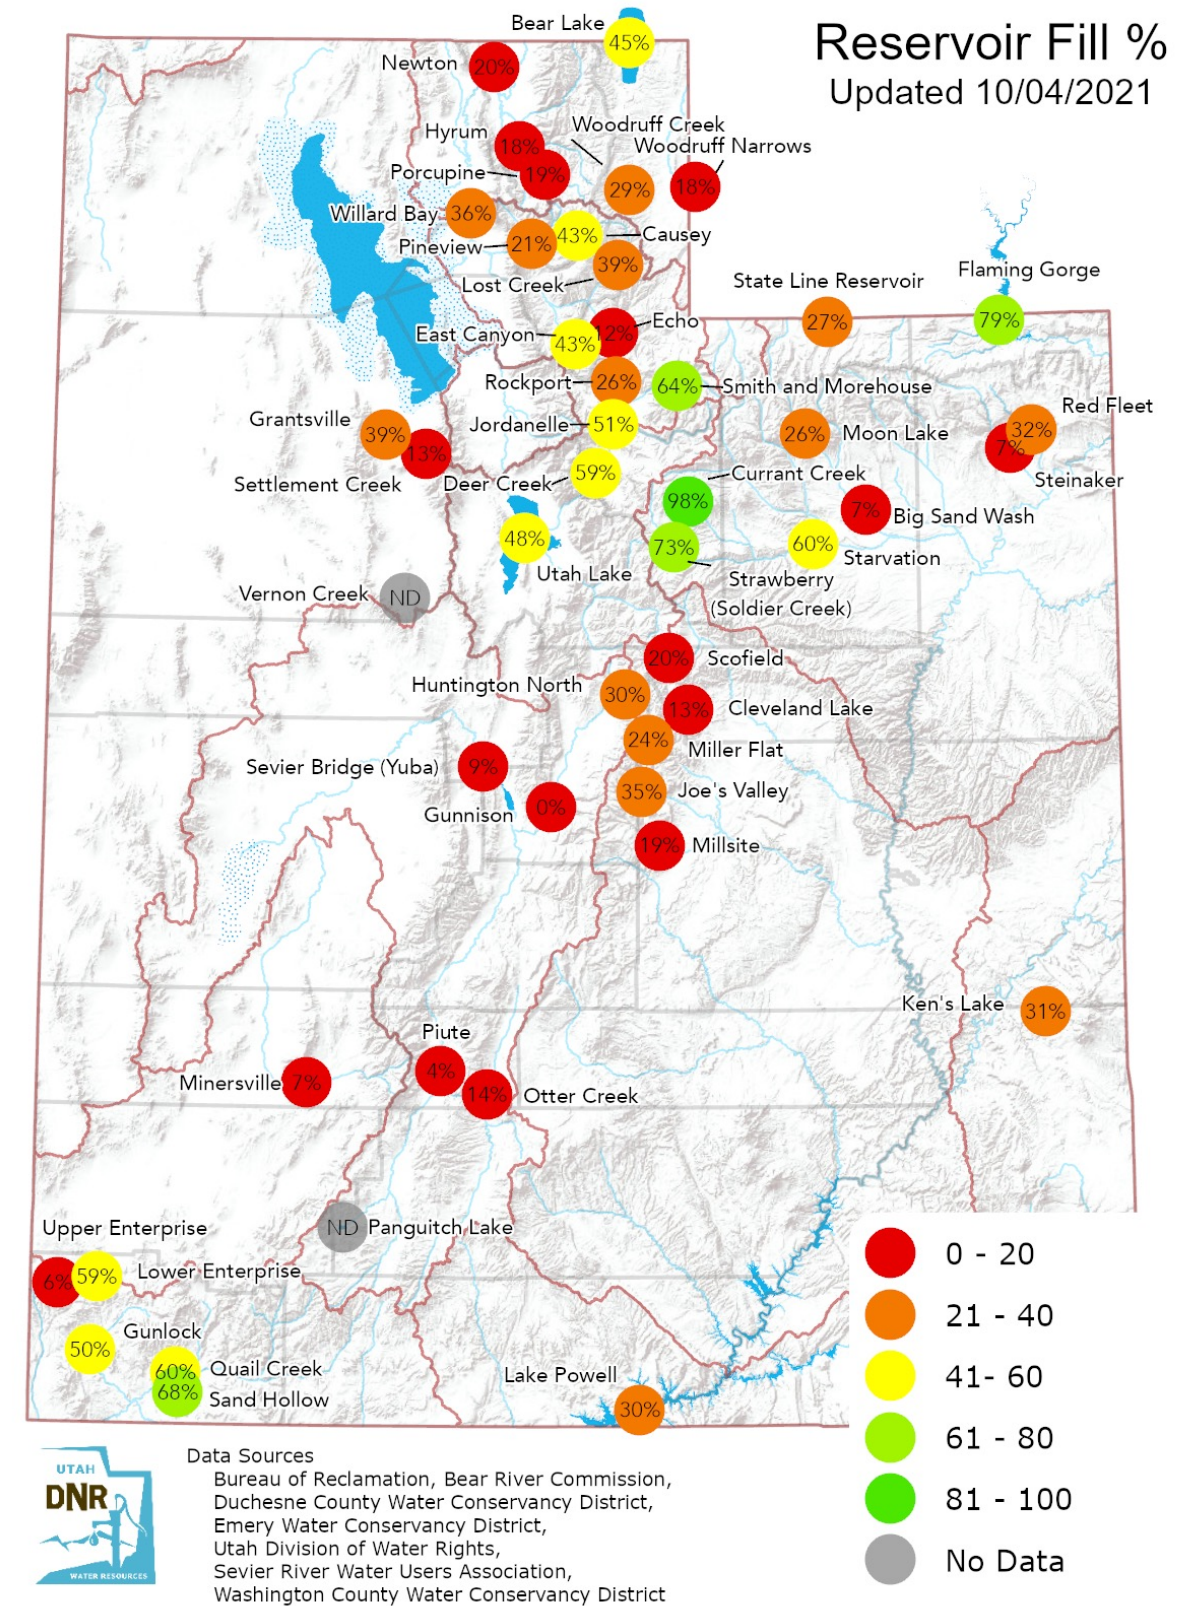 Reservoir Fill %
Updated 10/04/2021
Bear Lake
45%
Newton
20%
Hyrum
18%
Woodruff Creek
29%
Woodruff Narrows
18%
Porcupine
19%
Willard Bay
36%
Pineview
21%
43%
Causey
Lost Creek
39%
State Line Reservoir
27%
Flaming Gorge
79%
East Canyon
43%
12%
Echo
Rockport
26%
64%
Smith and Morehouse
Grantsville
39%
Jordanelle
51%
26%
Moon Lake
Red Fleet
32%
13%
Settlement Creek
Deer Creek
59%
7%
Steinaker
Currant Creek
98%
7%
Big Sand Wash
48%
Utah Lake
73%
Strawberry
(Soldier Creek)
60%
Starvation
Vernon Creek
ND
20%
Scofield
Huntington North
30%
13%
Cleveland Lake
24%
Miller Flat
Sevier Bridge (Yuba)
9%
35%
Joe's Valley
Gunnison
0%
19%
Millsite
Ken's Lake
31%
Piute
4%
Minersville
7%
14%
Otter Creek
ND
Panguitch Lake
Upper Enterprise
6%
59%
Lower Enterprise
Gunlock
50%
60%
Quail Creek
68%
Sand Hollow
Lake Powell
30%
0 - 20
21 - 40
41- 60
61 - 80
81 - 100
No Data
UTAH
DNR
WATER RESOURCES
Data Sources
Bureau of Reclamation, Bear River Commission,
Duchesne County Water Conservancy District,
Emery Water Conservancy District,
Utah Division of Water Rights,
Sevier River Water Users Association,
Washington County Water Conservancy District